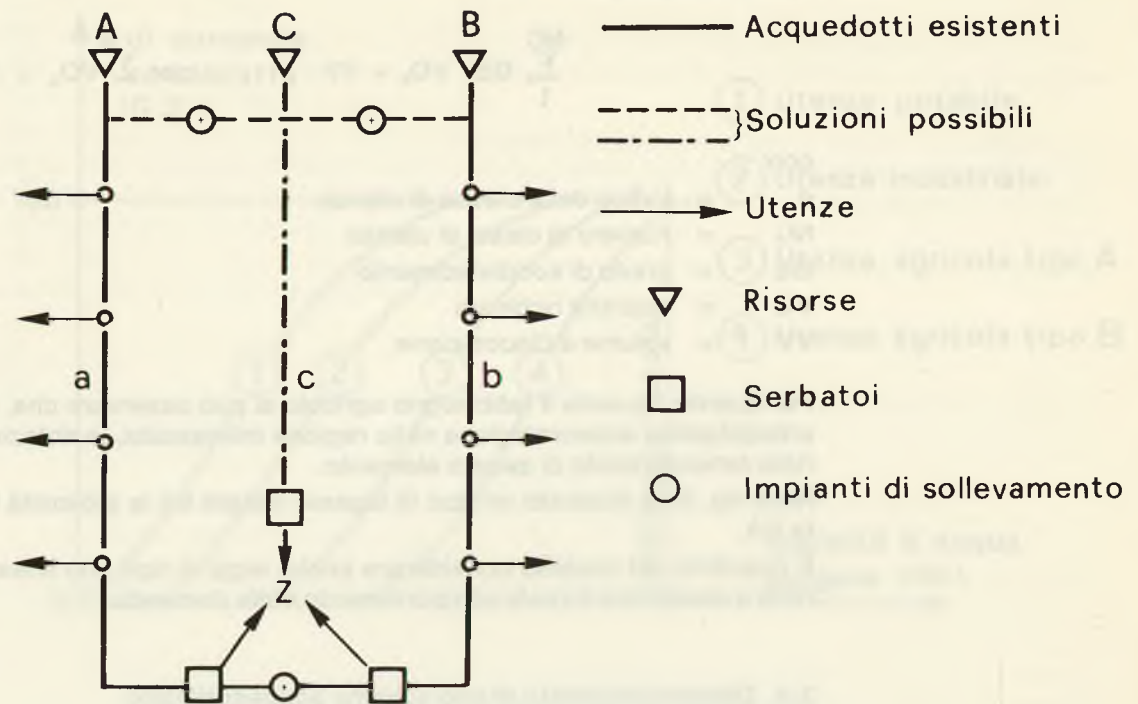 A C B
Acquedotti esistenti
Soluzioni possibili
Utenze
Risorse
a c b
Serbatoi
Impianti di sollevamento
Z